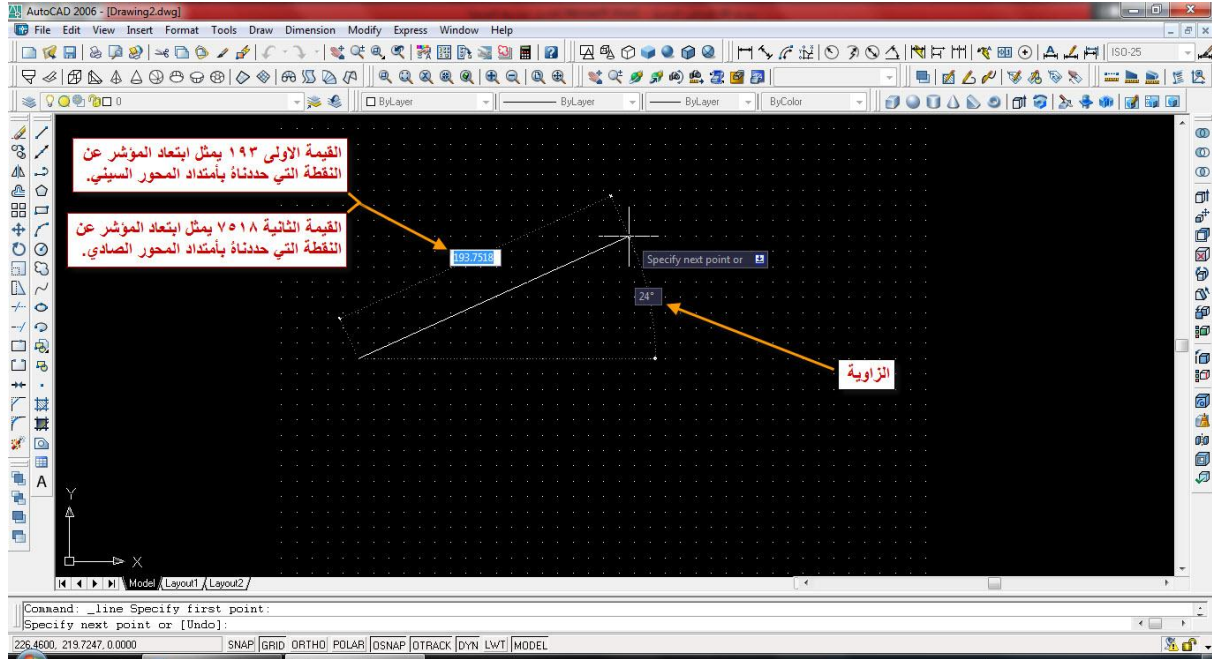 AutoCAD 2006 - [Drawing2.dwg]
File Edit View Insert Format Tools Draw Dimension Modify Express Window Help
ISO-25
0
ByLayer
ByLayer
ByLayer
ByColor
القيمة الاولى ١٩٣ يمثل ابتعاد المؤشر عن
النقطة التي حددناهُ بأمتداد المحور السيني.
القيمة الثانية ٧٥١٨ يمثل ابتعاد المؤشر عن
النقطة التي حددناهُ بأمتداد المحور الصادي.
193.7518
Specify next point or
24°
الزاوية
A
Y
X
Model
Layout1
Layout2
Command: _line Specify first point:
Specify next point or [Undo]:
226.4600, 219.7247, 0.0000
SNAP GRID ORTHO POLAR OSNAP OTRACK DYN LWT MODEL